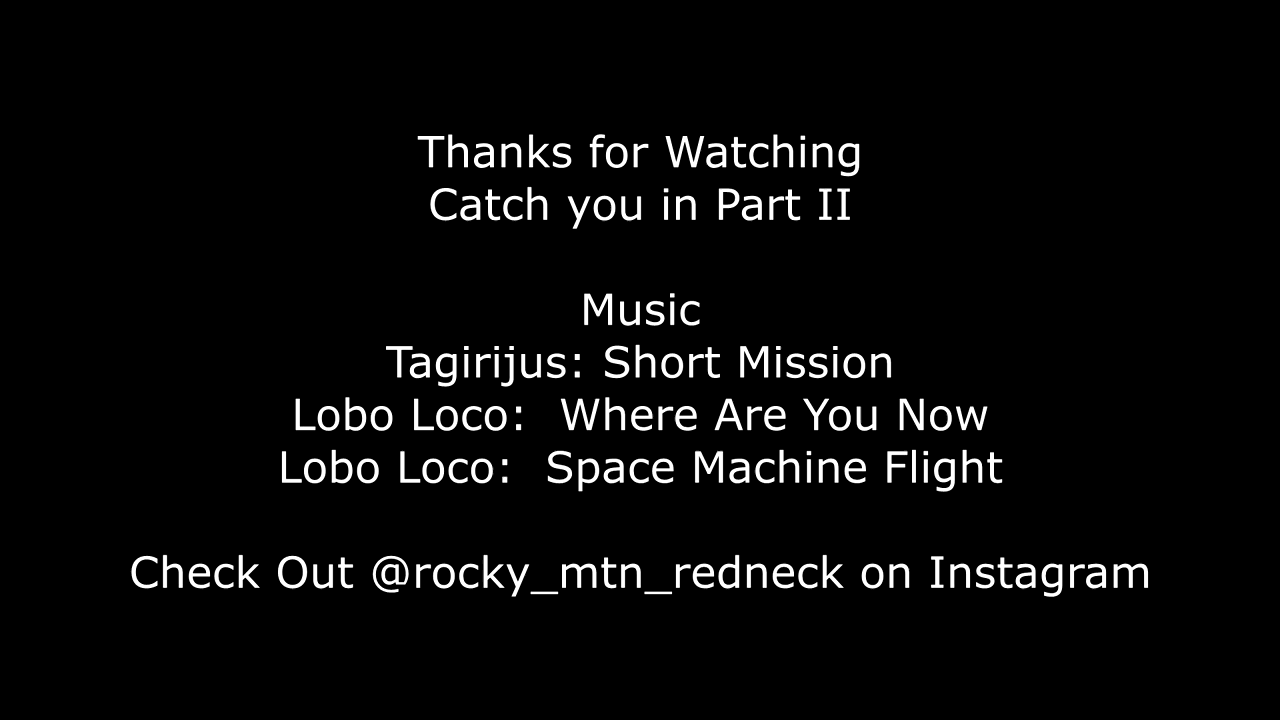 Thanks for Watching
Catch you in Part II
Music
Tagirijus: Short Mission
Lobo Loco:  Where Are You Now
Lobo Loco:  Space Machine Flight
Check Out @rocky_mtn_redneck on Instagram